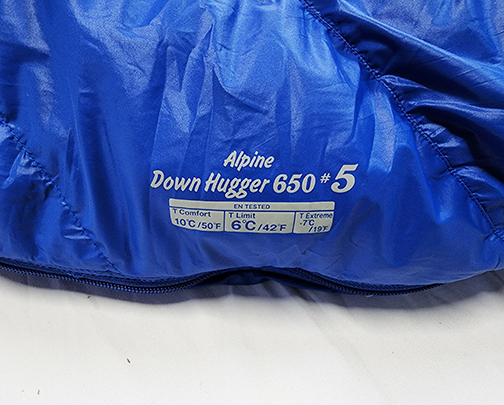 Alpine
Down Hugger 650 #5
EN TESTED
T Comfort T Limit T Extreme
10°C/50°F 6°C/42°F -7°C
/19°F